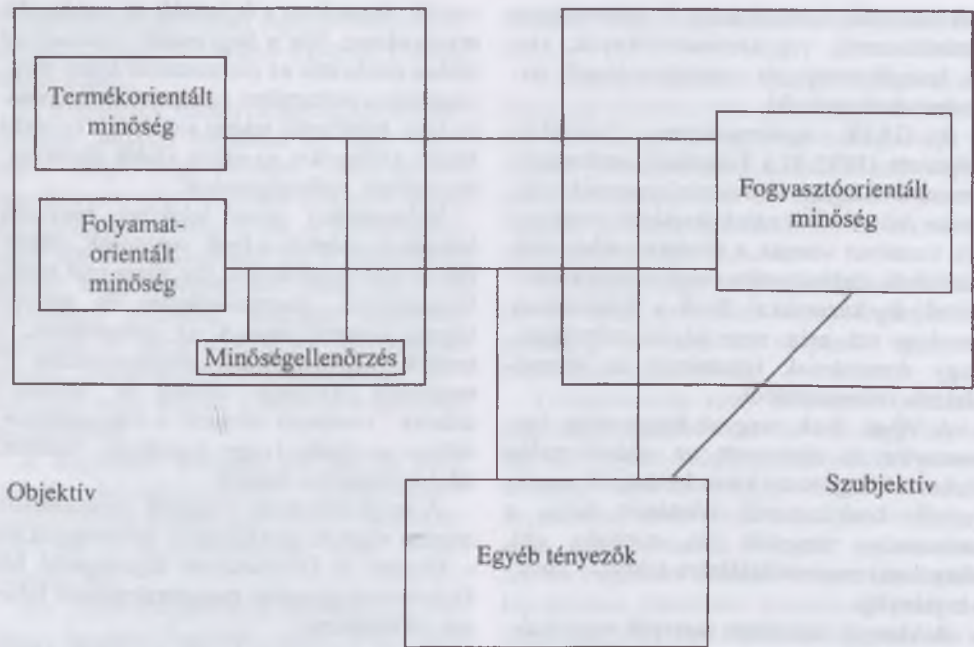 Termékorientált
minőség
Folyamat-
orientált
minőség
Minőségellenőrzés
Fogyasztóorientált
minőség
Objektív
Szubjektív
Egyéb tényezők